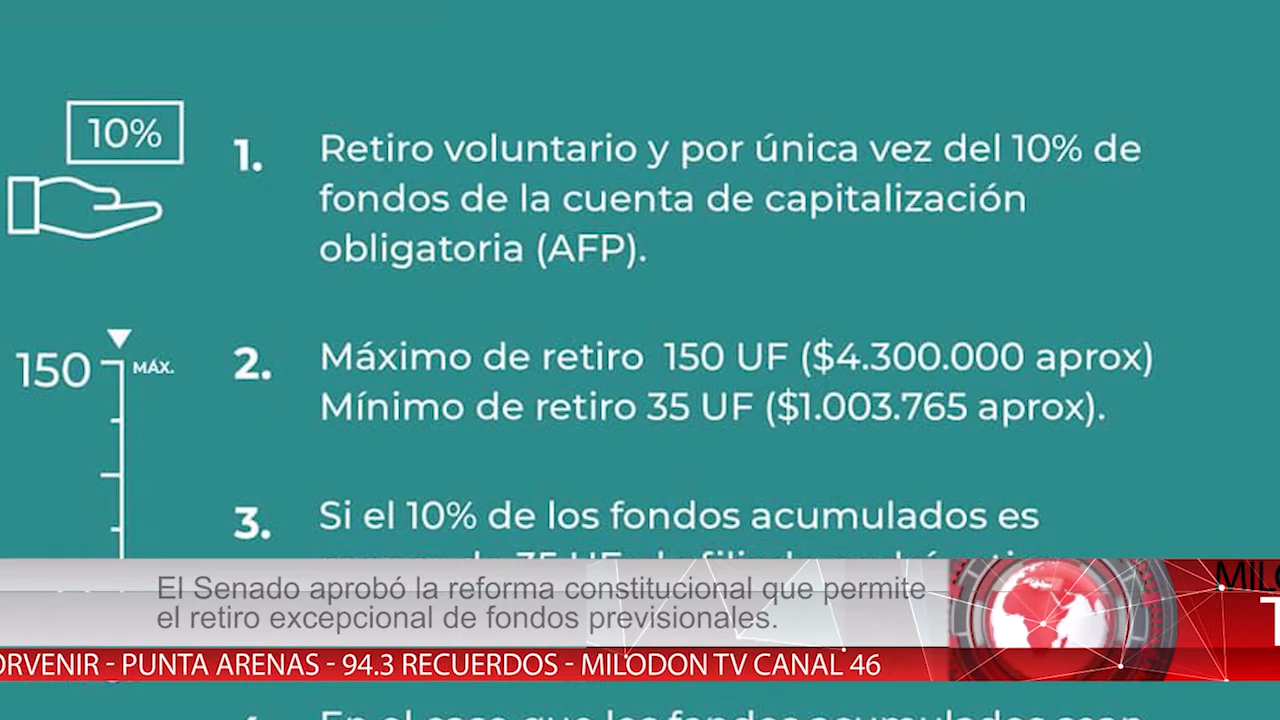 10%
1.
Retiro voluntario y por única vez del 10% de
fondos de la cuenta de capitalización
obligatoria (AFP).
150
MÁX.
2.
Máximo de retiro 150 UF ($4.300.000 aprox)
Mínimo de retiro 35 UF ($1.003.765 aprox).
3.
Si el 10% de los fondos acumulados es
El Senado aprobó la reforma constitucional que permite
el retiro excepcional de fondos previsionales.
ORVENIR - PUNTA ARENAS - 94.3 RECUERDOS - MILODON TV CANAL 46